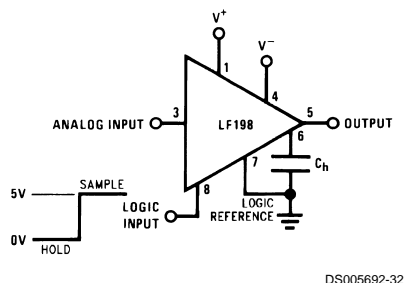 V+
V−
1
4
3
5
ANALOG INPUT
LF198
OUTPUT
6
7
8
Ch
5V
SAMPLE
LOGIC
INPUT
LOGIC
REFERENCE
0V
HOLD
DS005692-32